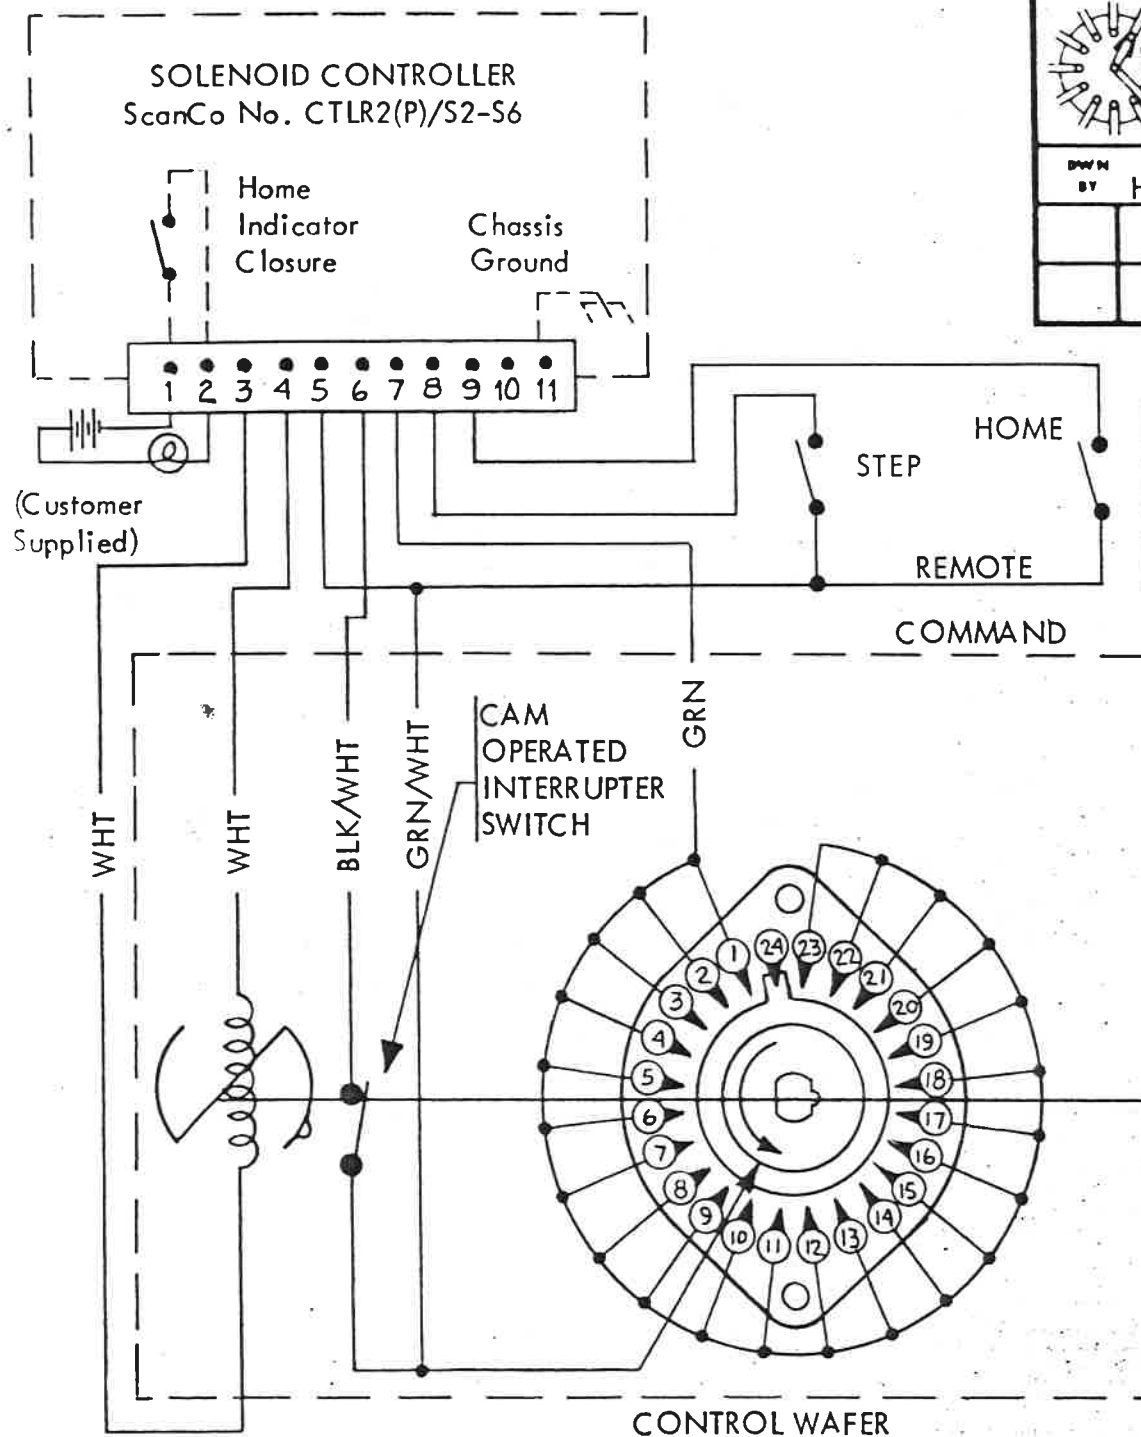 SOLENOID CONTROLLER
ScanCo No. CTLR2(P)/S2-S6
Home
Indicator
Closure
Chassis
Ground
DWN
BY H
1 2 3 4 5 6 7 8 9 10 11
(Customer
Supplied)
STEP
HOME
REMOTE
COMMAND
WHT
WHT
BLK/WHT
GRN/WHT
GRN
CAM
OPERATED
INTERRUPTER
SWITCH
1
2
3
4
5
6
7
8
9
10
11
12
13
14
15
16
17
18
19
20
21
22
23
24
CONTROL WAFER